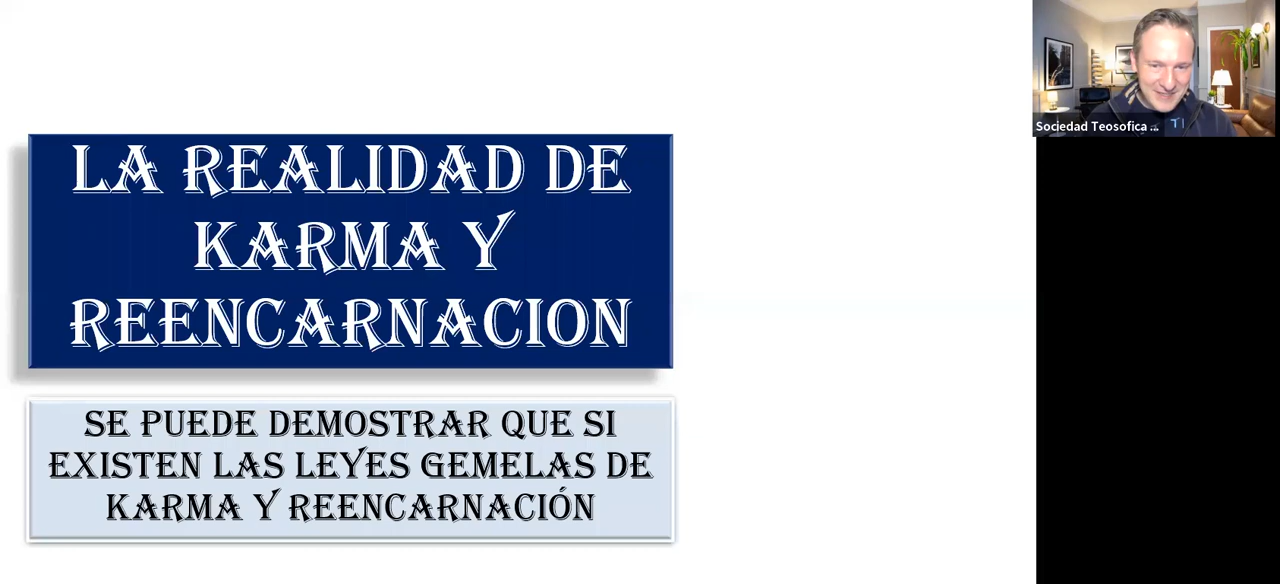 LA REALIDAD DE
KARMA Y
REENCARNACION
SE PUEDE DEMOSTRAR QUE SI
EXISTEN LAS LEYES GEMELAS DE
KARMA Y REENCARNACIÓN
Sociedad Teosofica ...